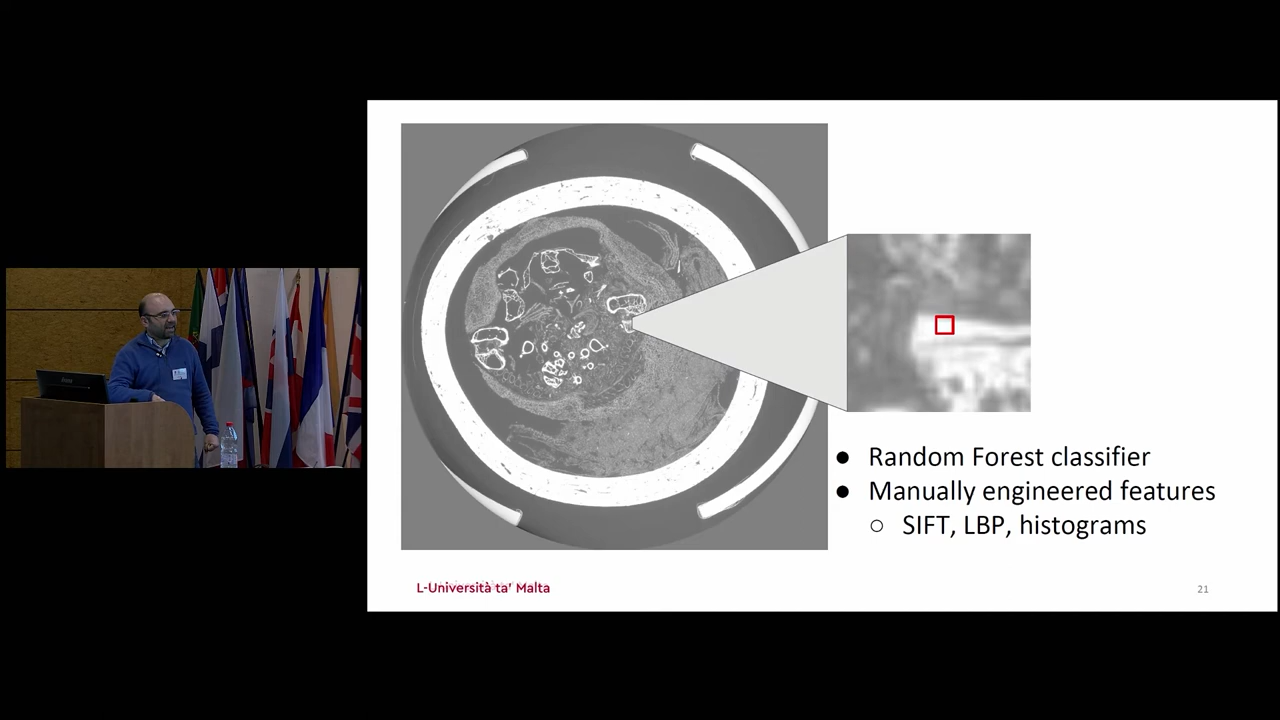 ● Random Forest classifier
● Manually engineered features
○ SIFT, LBP, histograms
L-Università ta' Malta
21